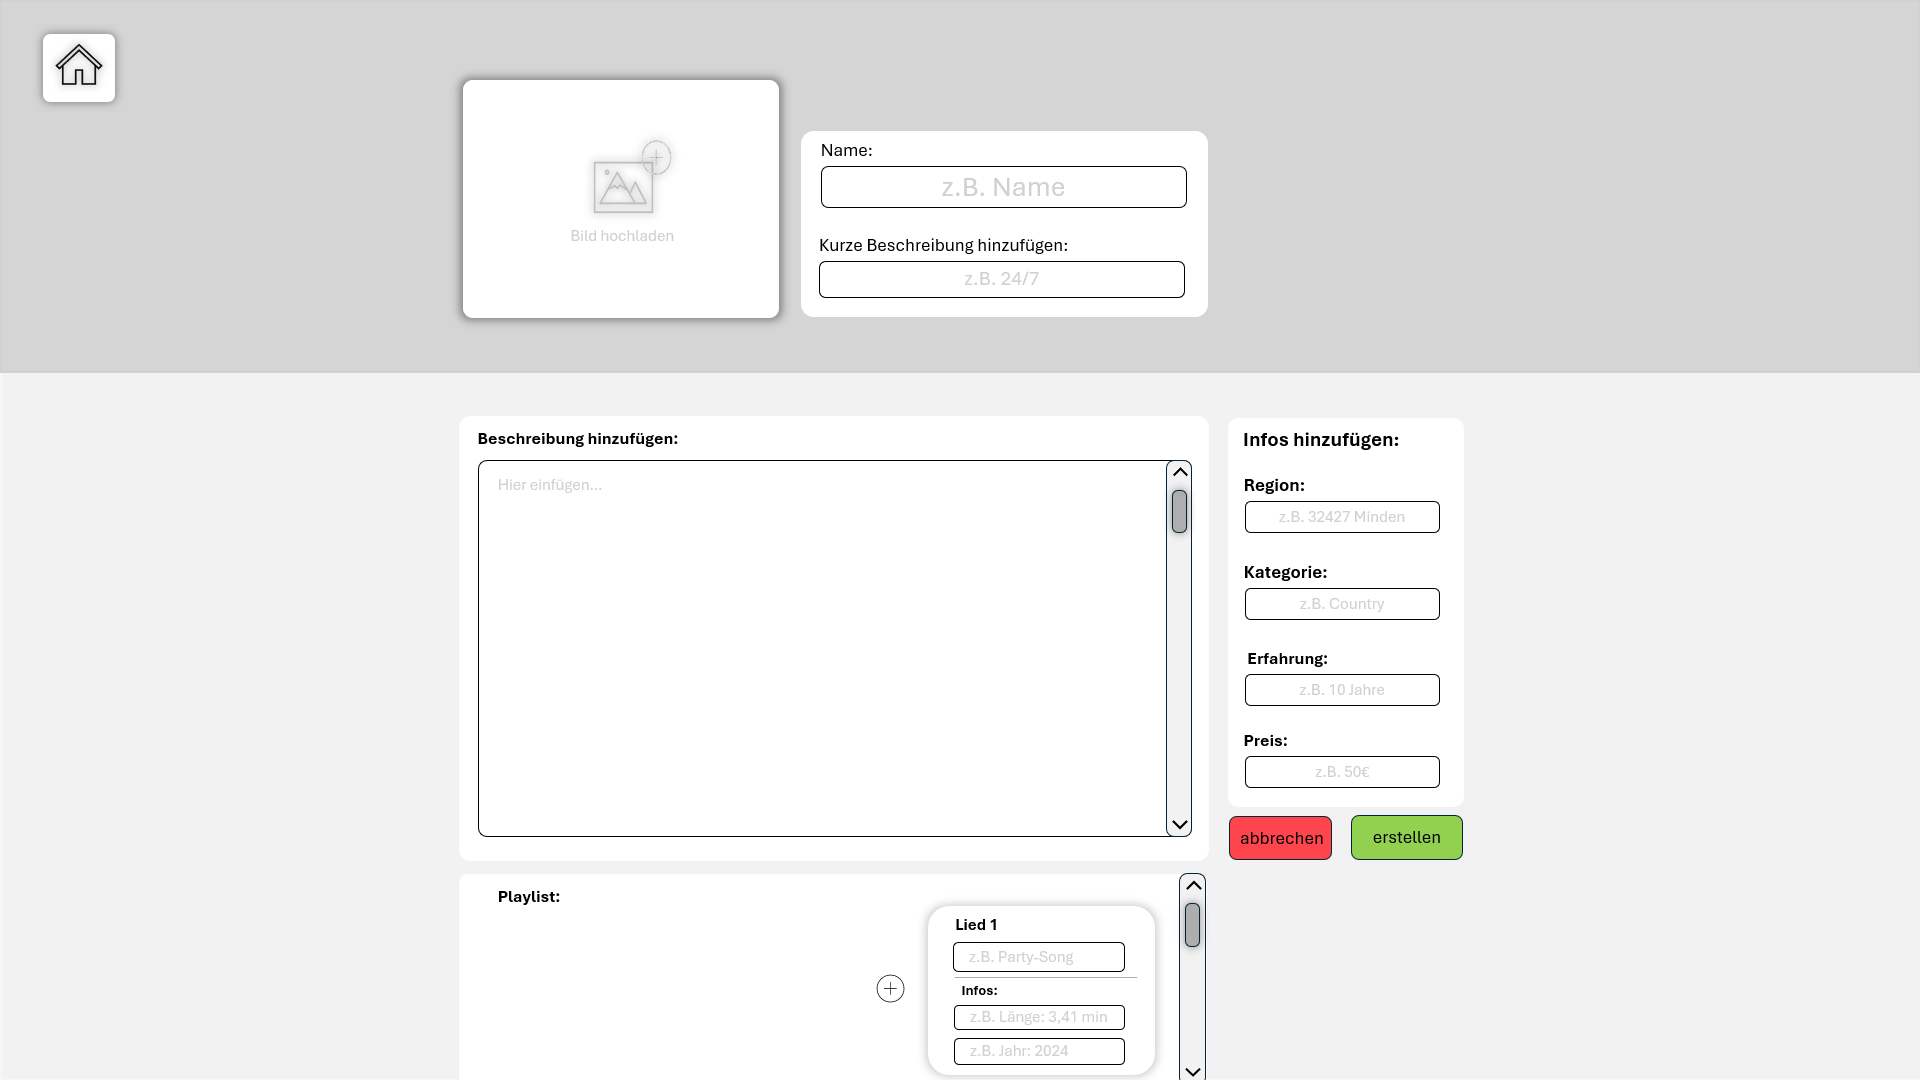 Bild hochladen
Name:
z.B. Name
Kurze Beschreibung hinzufügen:
z.B. 24/7
Beschreibung hinzufügen:
Hier einfügen...
Infos hinzufügen:
Region:
z.B. 32427 Minden
Kategorie:
z.B. Country
Erfahrung:
z.B. 10 Jahre
Preis:
z.B. 50€
abbrechen
erstellen
Playlist:
Lied 1
z.B. Party-Song
Infos:
z.B. Länge: 3,41 min
z.B. Jahr: 2024